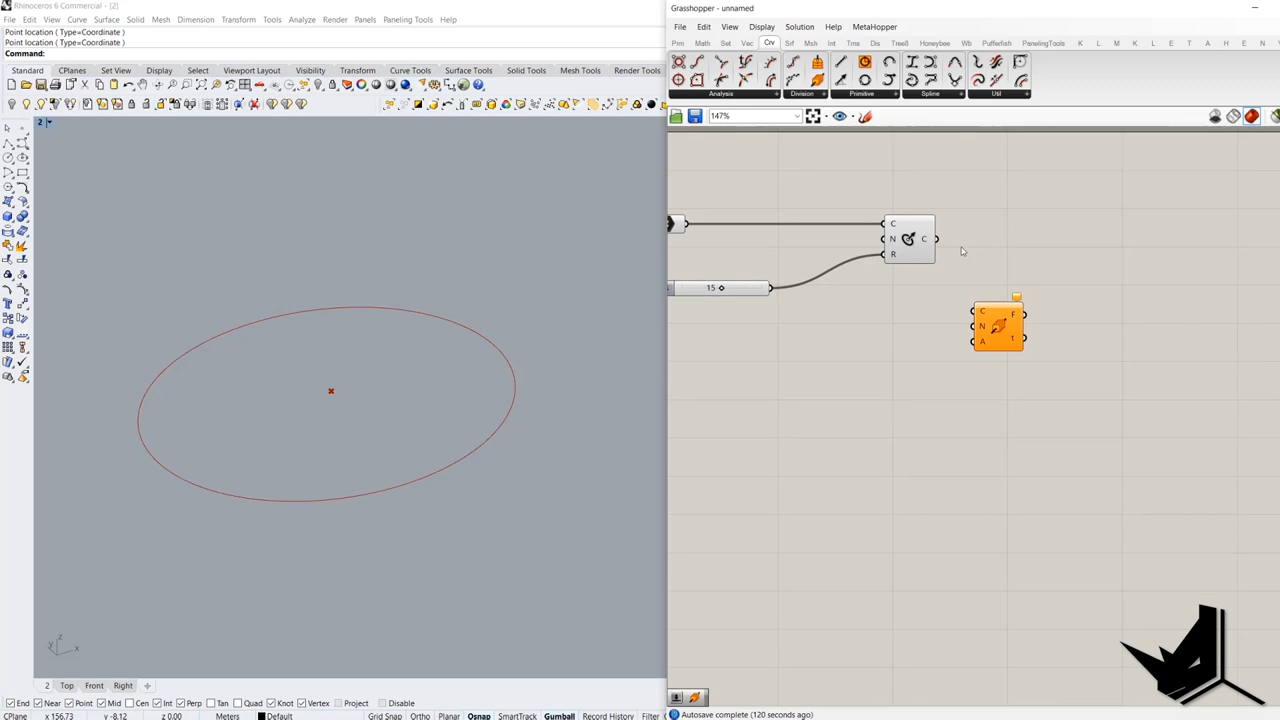 Rhinoceros 6 Commercial - [2]
File Edit View Curve Surface Solid Mesh Dimension Transform Tools Analyze Render Panels Paneling Tools Help
Point location ( Type=Coordinate )
Point location ( Type=Coordinate )
Command:
Standard CPlanes Set View Display Select Viewport Layout Visibility Transform Curve Tools Surface Tools Solid Tools Mesh Tools Render Tools
2
z
y x
2 Top Front Right
End Near Point Mid Cen Int Perp Tan Quad Knot Vertex Project Disable
CPlane x 156.73 y -8.12 z 0.00 Meters Default Grid Snap Ortho Planar Osnap SmartTrack Gumball Record History Filter
Grasshopper - unnamed
File Edit View Display Solution Help MetaHopper
Prm Math Set Vec Crv Srf Msh Int Trns Dis Wb Pufferfish PanelingTools K L M K L E T A H E N
Honeybee
Analysis Division Primitive Spline Util
147%
C
N C
R
15
C F
N
A t
Autosave complete (120 seconds ago)